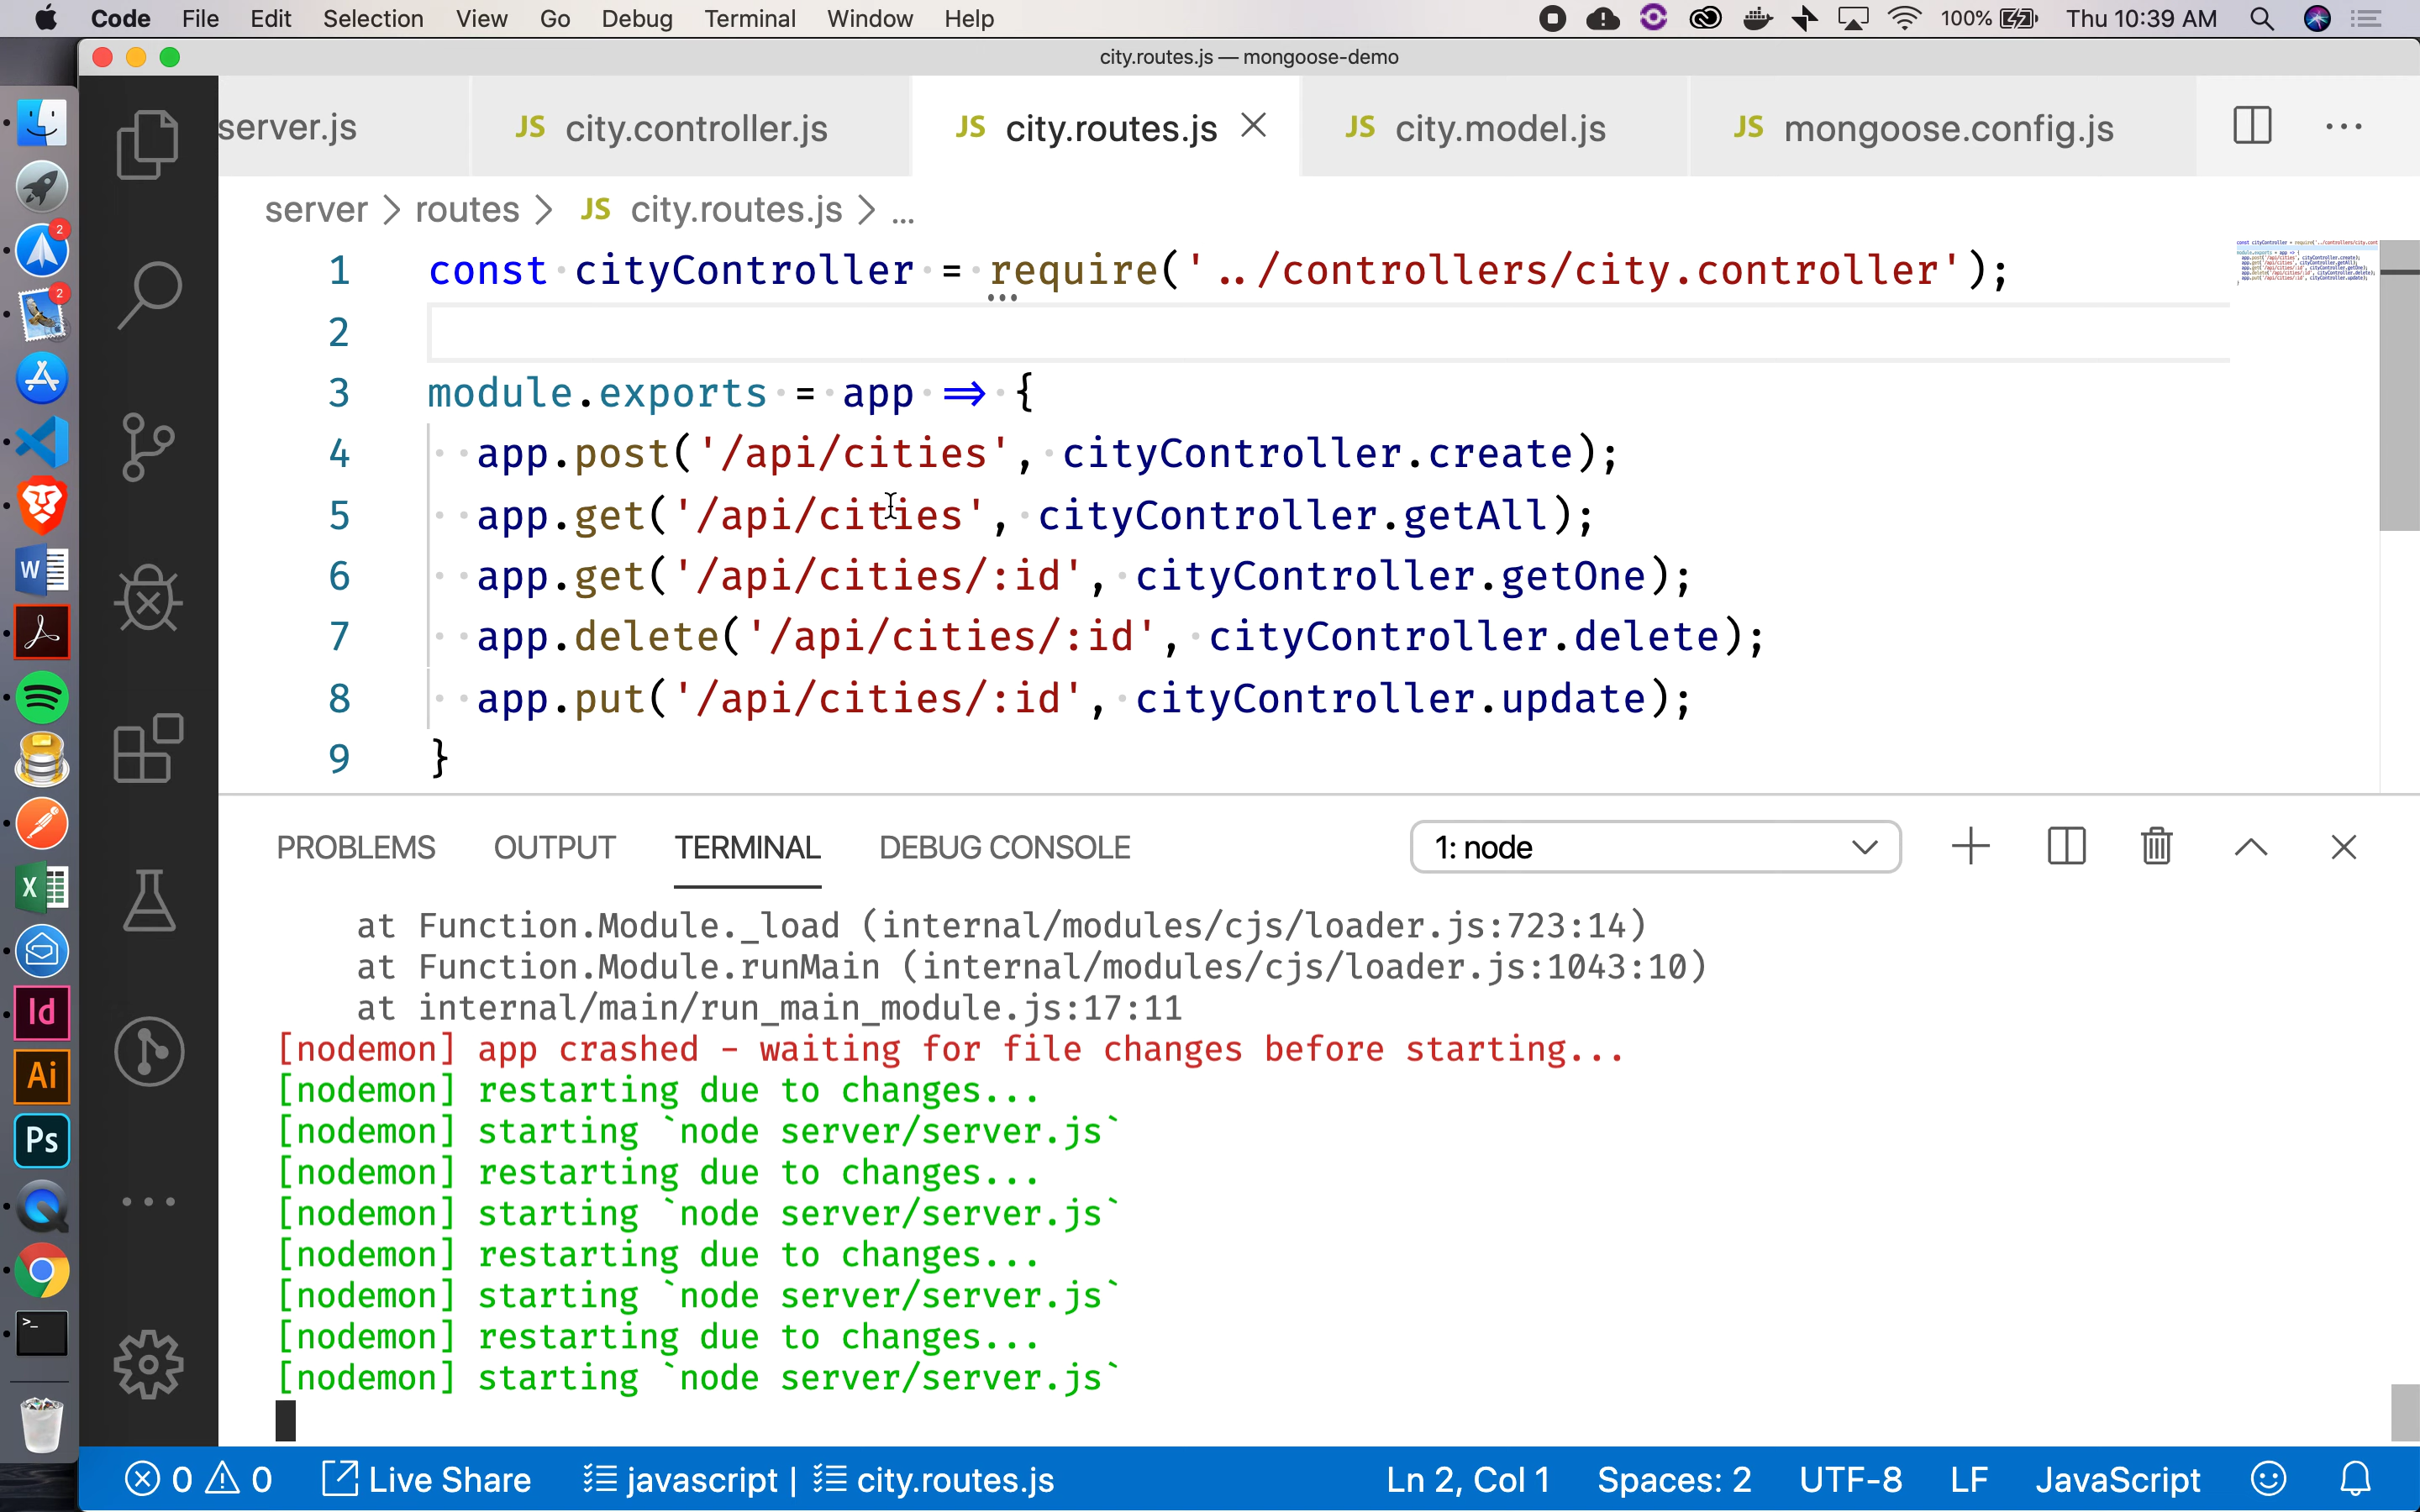 Code File Edit Selection View Go Debug Terminal Window Help 100% Thu 10:39 AM
city.routes.js — mongoose-demo
server.js JS city.controller.js JS city.routes.js JS city.model.js JS mongoose.config.js
server > routes > JS city.routes.js > ...
1 const cityController = require('../controllers/city.controller');
2
3 module.exports = app => {
4 app.post('/api/cities', cityController.create);
5 app.get('/api/cities', cityController.getAll);
6 app.get('/api/cities/:id', cityController.getOne);
7 app.delete('/api/cities/:id', cityController.delete);
8 app.put('/api/cities/:id', cityController.update);
9 }
PROBLEMS OUTPUT TERMINAL DEBUG CONSOLE 1: node
at Function.Module._load (internal/modules/cjs/loader.js:723:14)
at Function.Module.runMain (internal/modules/cjs/loader.js:1043:10)
at internal/main/run_main_module.js:17:11
[nodemon] app crashed - waiting for file changes before starting...
[nodemon] restarting due to changes...
[nodemon] starting `node server/server.js`
[nodemon] restarting due to changes...
[nodemon] starting `node server/server.js`
[nodemon] restarting due to changes...
[nodemon] starting `node server/server.js`
[nodemon] restarting due to changes...
[nodemon] starting `node server/server.js`
0 0 Live Share javascript | city.routes.js Ln 2, Col 1 Spaces: 2 UTF-8 LF JavaScript
2
2
W
X
Id
Ai
Ps
>_